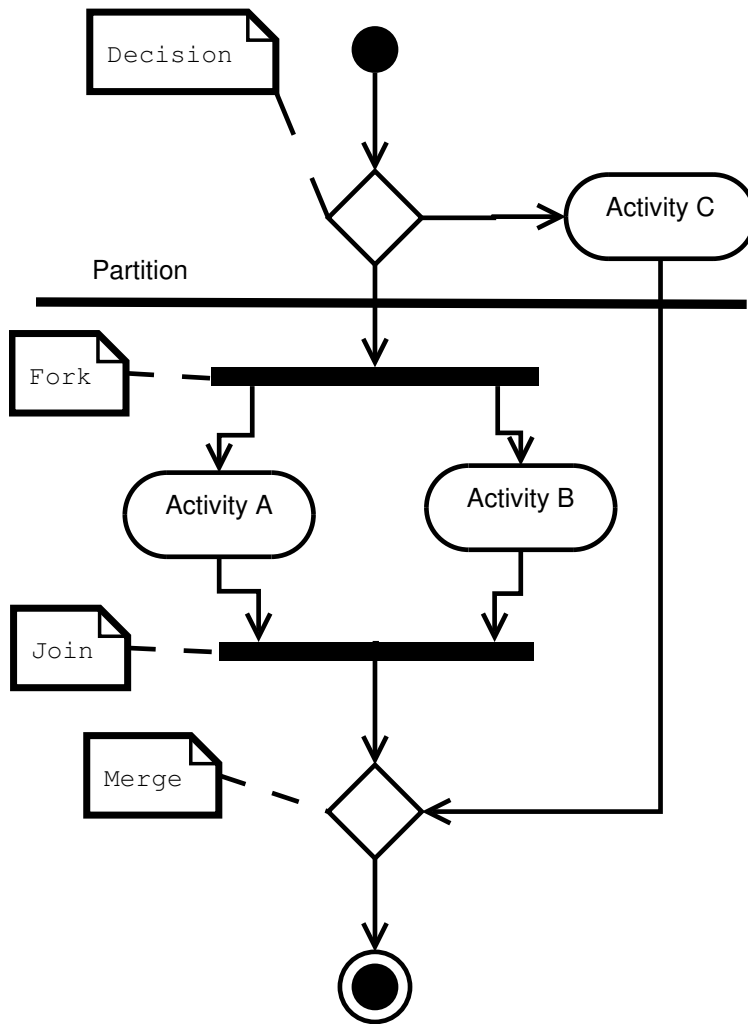 Decision
Activity C
Partition
Fork
Activity A
Activity B
Join
Merge